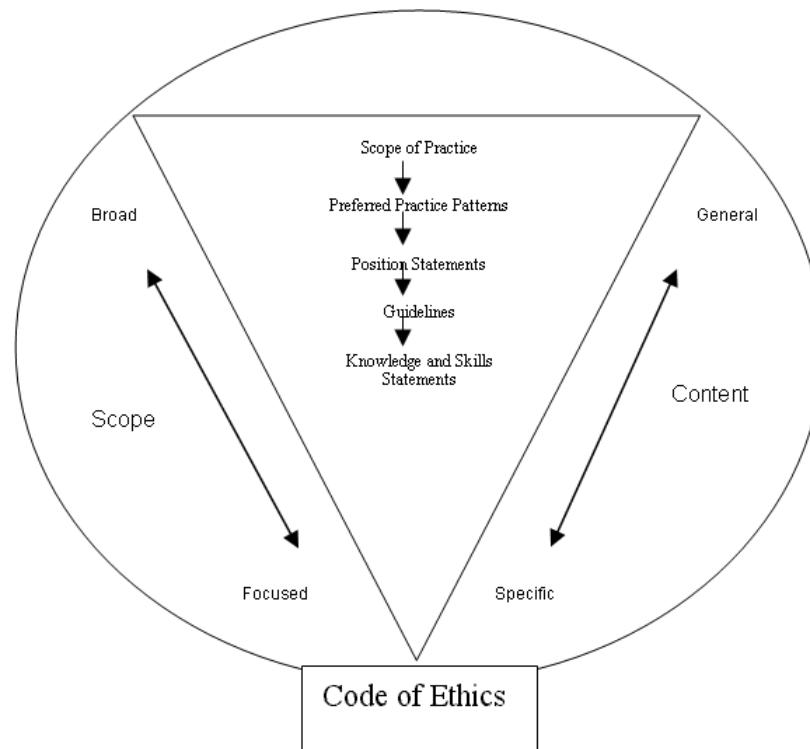 Scope of Practice
Preferred Practice Patterns
Broad
General
Position Statements
Guidelines
Knowledge and Skills
Statements
Content
Scope
Focused
Specific
Code of Ethics